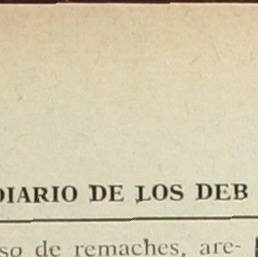 DIARIO DE LOS DEB
so de remaches, are-